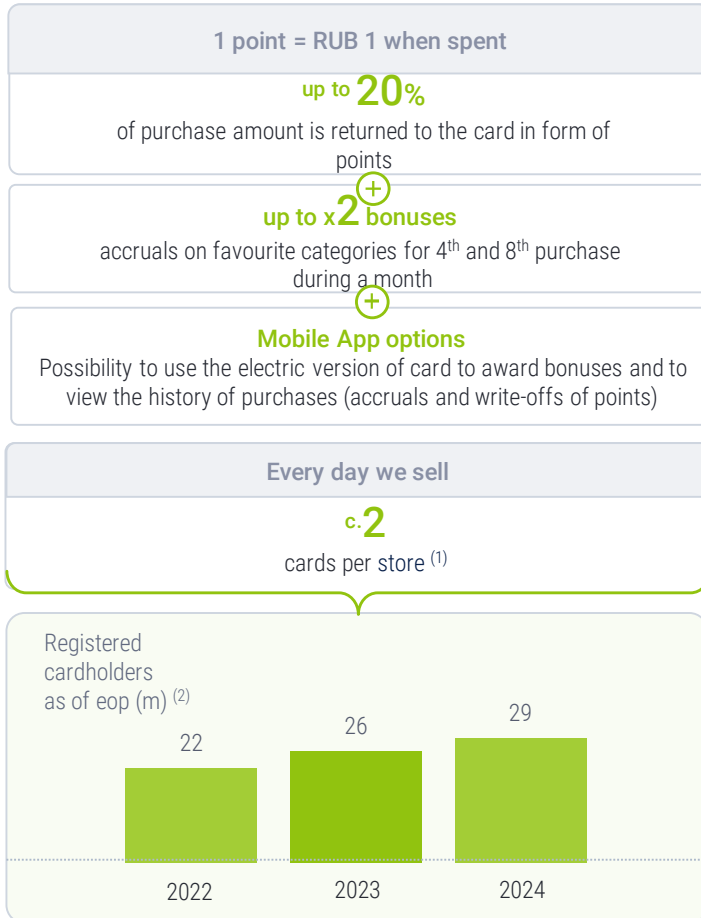 1 point = RUB 1 when spent
up to 20%
of purchase amount is returned to the card in form of
points
+
up to x2 bonuses
accruals on favourite categories for 4th and 8th purchase
during a month
+
Mobile App options
Possibility to use the electric version of card to award bonuses and to
view the history of purchases (accruals and write-offs of points)
Every day we sell
c.2
cards per store (1)
Registered
cardholders
as of eop (m) (2)
22
26
29
2022
2023
2024